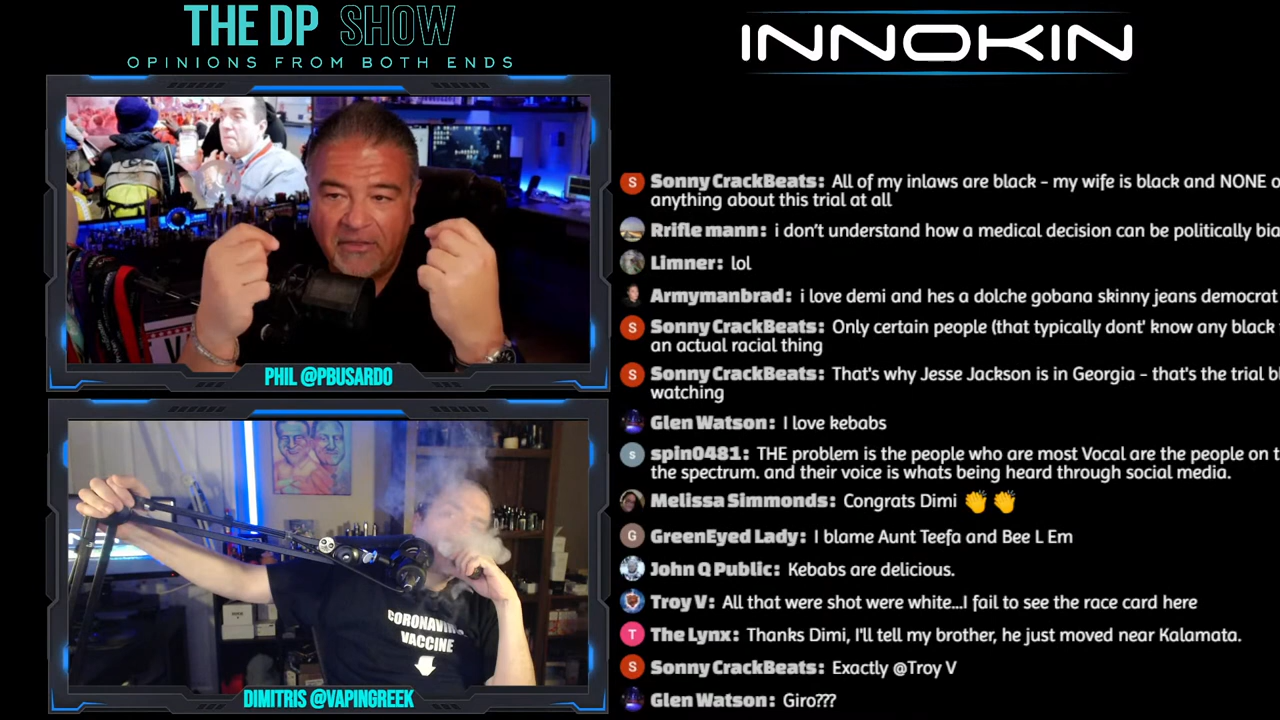 THE DP SHOW
OPINIONS FROM BOTH ENDS
INNOKIN
PHIL @PBUSARDO
CORONAVIRUS
VACCINE
DIMITRIS @VAPINGREEK
Sonny CrackBeats: All of my inlaws are black - my wife is black and NONE
anything about this trial at all
Rrifle mann: i don't understand how a medical decision can be politically
Limner: lol
Armymanbrad: i love demi and hes a dolche gobana skinny jeans democrat
Sonny CrackBeats: Only certain people (that typically dont' know any black
an actual racial thing
Sonny CrackBeats: That's why Jesse Jackson is in Georgia - that's the trial
watching
Glen Watson: I love kebabs
spin0481: THE problem is the people who are most Vocal are the people on
the spectrum. and their voice is whats being heard through social media.
Melissa Simmonds: Congrats Dimi 👏 👏
GreenEyed Lady: I blame Aunt Teefa and Bee L Em
John Q Public: Kebabs are delicious.
Troy V: All that were shot were white...I fail to see the race card here
The Lynx: Thanks Dimi, I'll tell my brother, he just moved near Kalamata.
Sonny CrackBeats: Exactly @Troy V
Glen Watson: Giro???